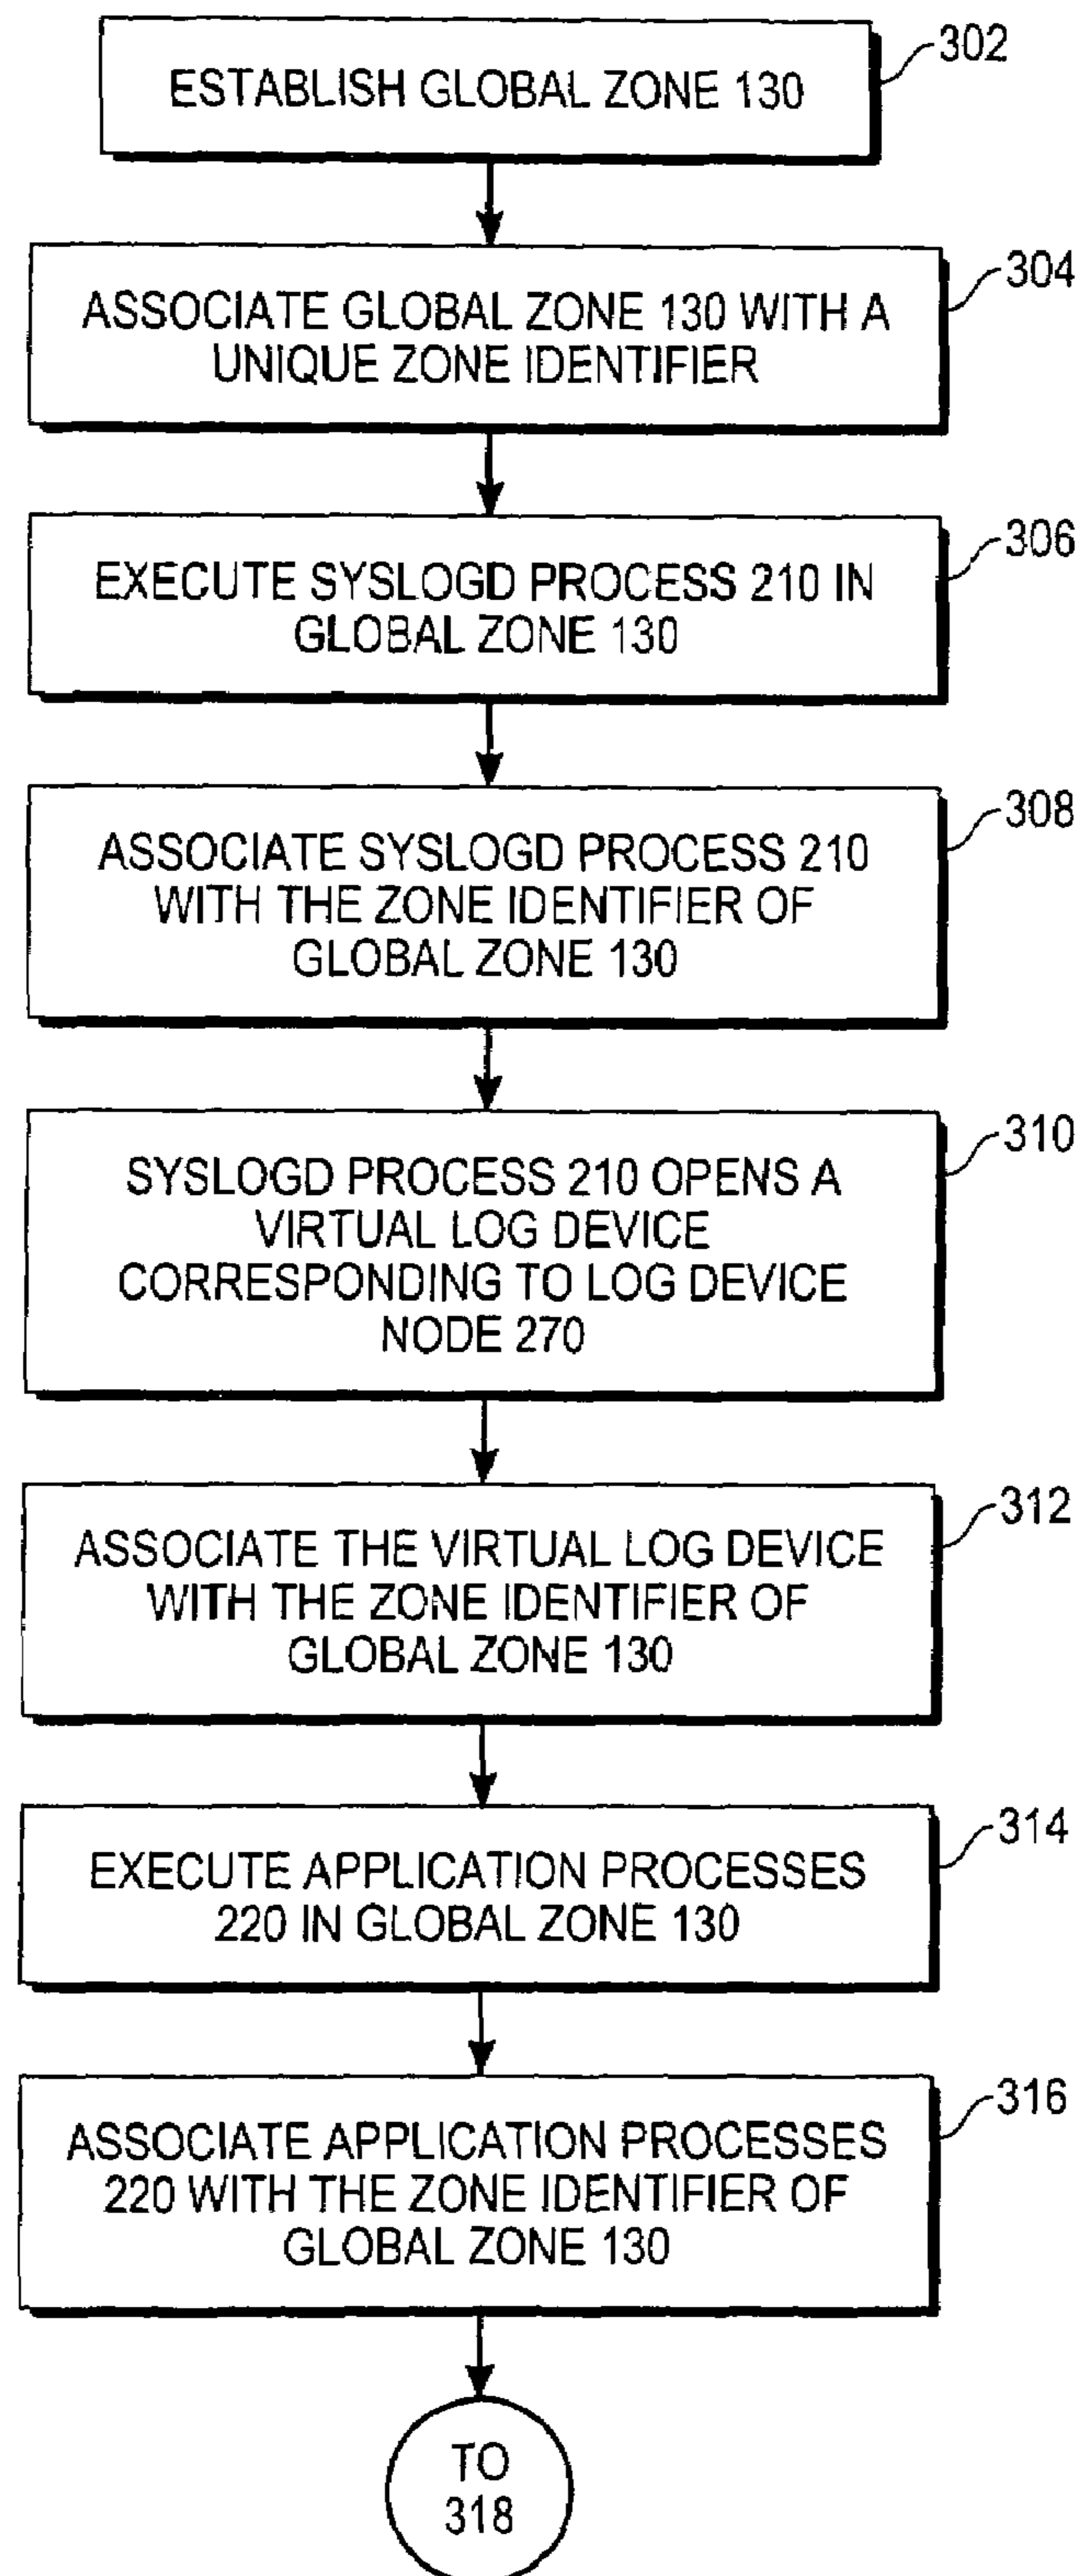 302
ESTABLISH GLOBAL ZONE 130
304
ASSOCIATE GLOBAL ZONE 130 WITH A
UNIQUE ZONE IDENTIFIER
306
EXECUTE SYSLOGD PROCESS 210 IN
GLOBAL ZONE 130
308
ASSOCIATE SYSLOGD PROCESS 210
WITH THE ZONE IDENTIFIER OF
GLOBAL ZONE 130
310
SYSLOGD PROCESS 210 OPENS A
VIRTUAL LOG DEVICE
CORRESPONDING TO LOG DEVICE
NODE 270
312
ASSOCIATE THE VIRTUAL LOG DEVICE
WITH THE ZONE IDENTIFIER OF
GLOBAL ZONE 130
314
EXECUTE APPLICATION PROCESSES
220 IN GLOBAL ZONE 130
316
ASSOCIATE APPLICATION PROCESSES
220 WITH THE ZONE IDENTIFIER OF
GLOBAL ZONE 130
TO
318